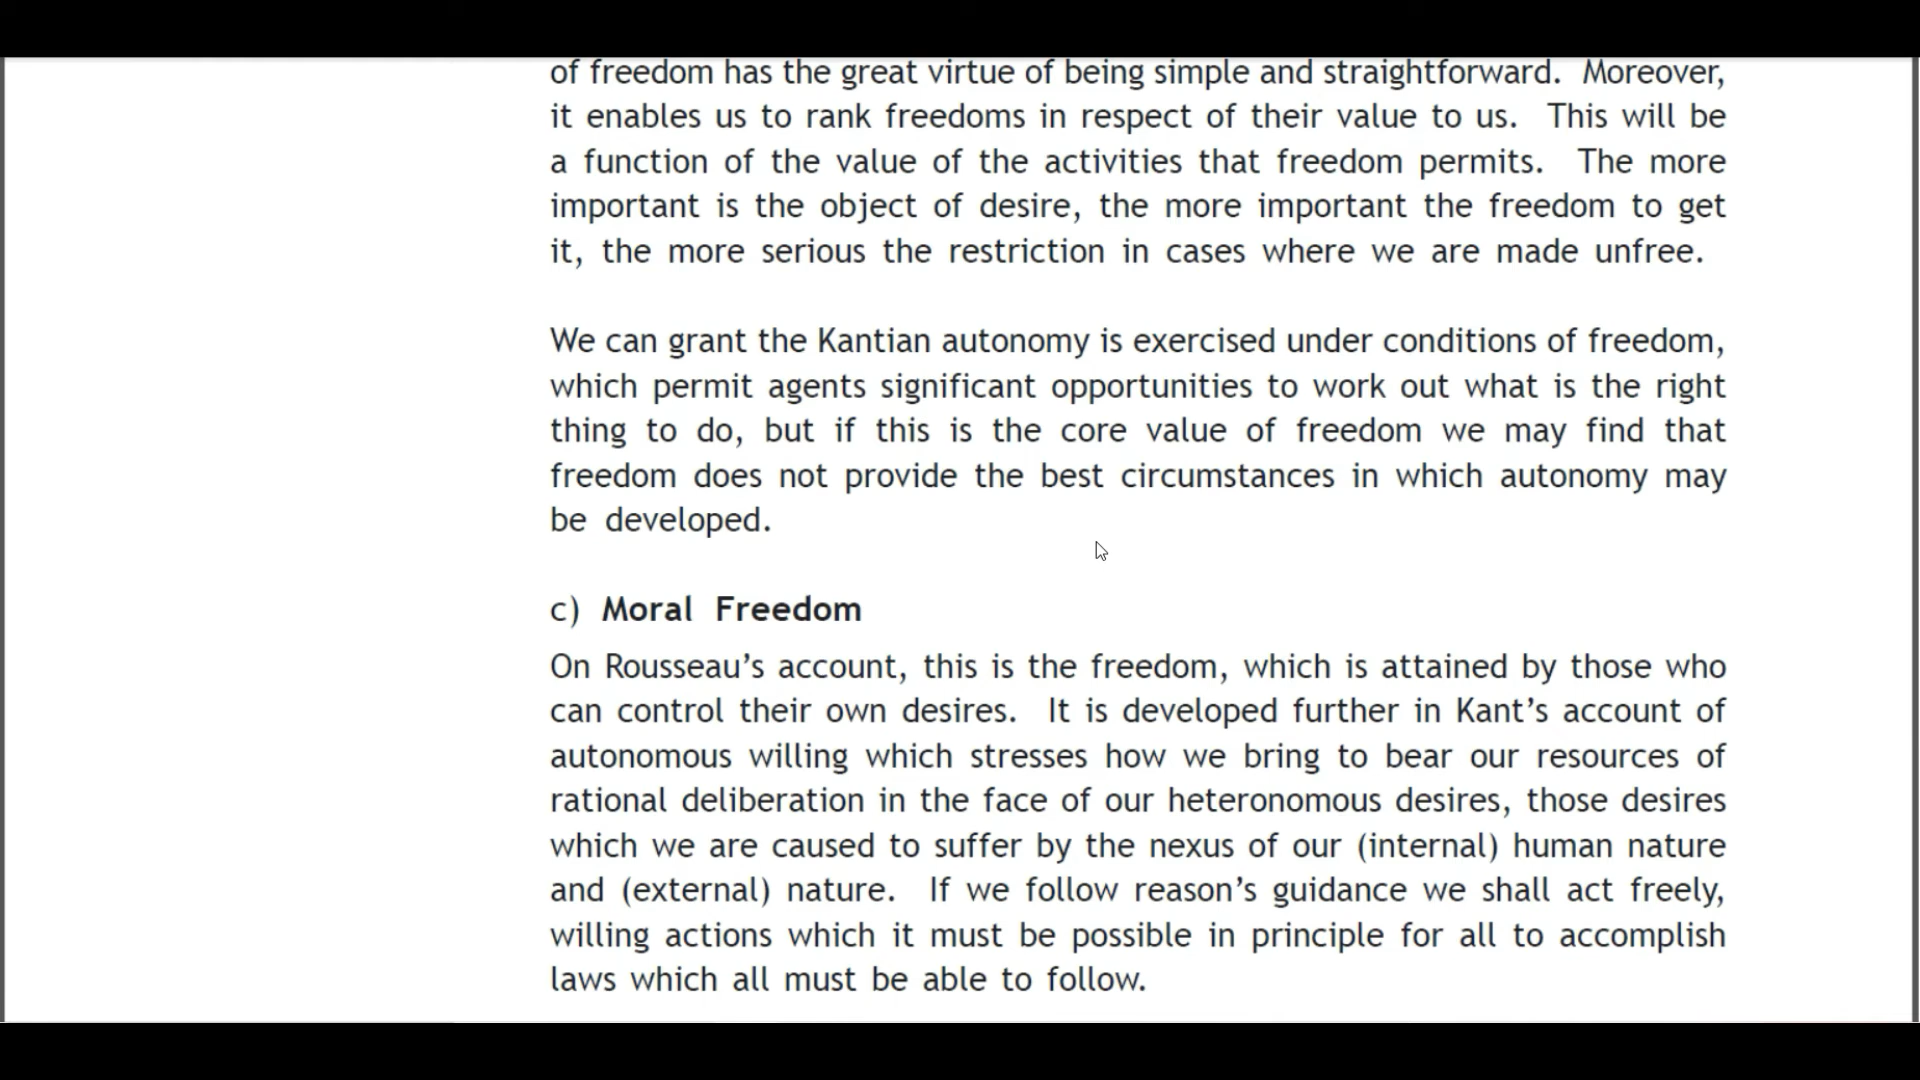 of freedom has the great virtue of being simple and straightforward. Moreover,
it enables us to rank freedoms in respect of their value to us. This will be
a function of the value of the activities that freedom permits. The more
important is the object of desire, the more important the freedom to get
it, the more serious the restriction in cases where we are made unfree.
We can grant the Kantian autonomy is exercised under conditions of freedom,
which permit agents significant opportunities to work out what is the right
thing to do, but if this is the core value of freedom we may find that
freedom does not provide the best circumstances in which autonomy may
be developed.
c) Moral Freedom
On Rousseau’s account, this is the freedom, which is attained by those who
can control their own desires. It is developed further in Kant’s account of
autonomous willing which stresses how we bring to bear our resources of
rational deliberation in the face of our heteronomous desires, those desires
which we are caused to suffer by the nexus of our (internal) human nature
and (external) nature. If we follow reason’s guidance we shall act freely,
willing actions which it must be possible in principle for all to accomplish
laws which all must be able to follow.